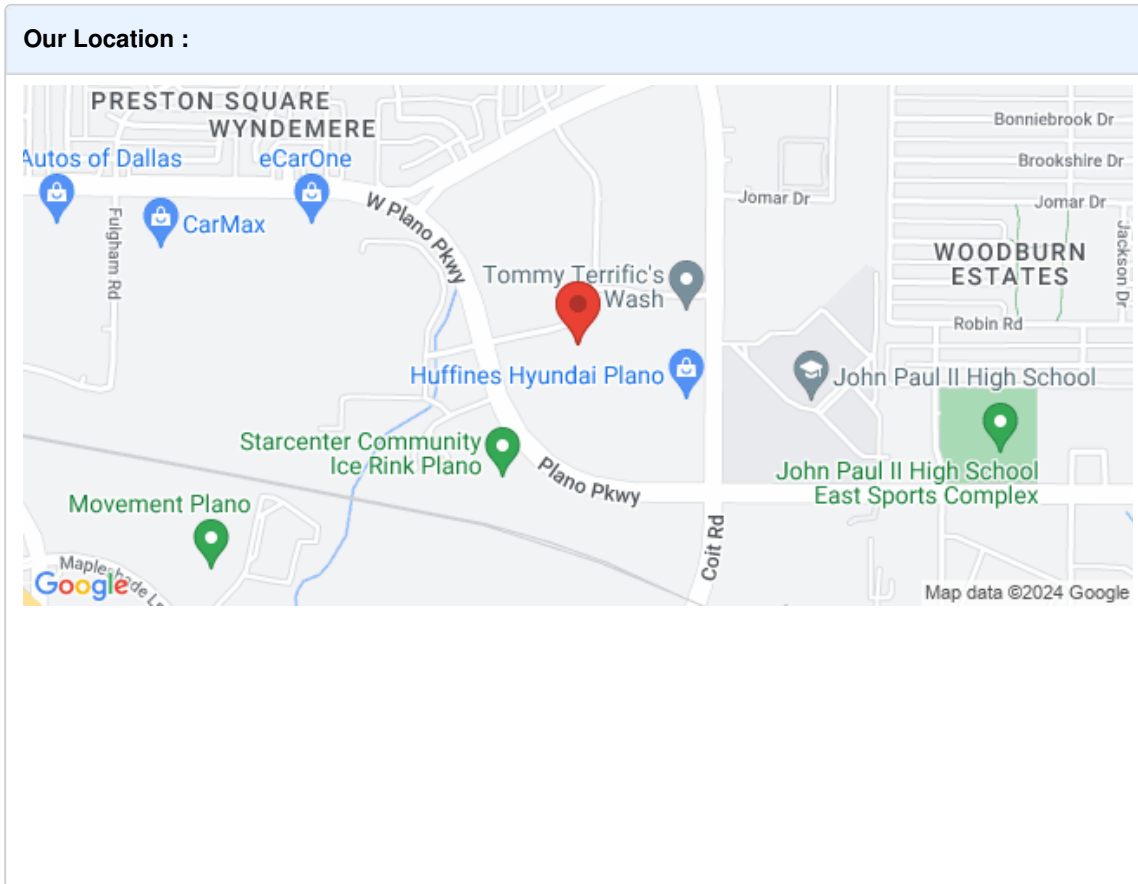 Our Location :
PRESTON SQUARE
WYNDEMERE
Autos of Dallas
eCarOne
CarMax
Fulgham Rd
W Plano Pkwy
Tommy Terrific's
Wash
Huffines Hyundai Plano
Starcenter Community
Ice Rink Plano
Plano Pkwy
Movement Plano
Mapleshade Ln
Google
Coit Rd
Jomar Dr
Bonniebrook Dr
Brookshire Dr
Jomar Dr
WOODBURN
ESTATES
Jackson Dr
Robin Rd
John Paul II High School
John Paul II High School
East Sports Complex
Map data ©2024 Google